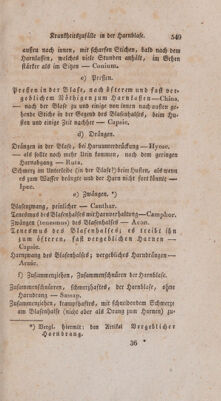 Krankheitszufälle in der Harnblase. 549
außen nach innen, mit scharfen Stichen, bald nach dem
Harnlassen, welches viele Stunden anhält, im Gehen
stärker als im Sitzen — Conium.
c) Pressen.
Pressen in der Blase, nach öfterem und fast ver-
geblichem Nöthigen zum Harnlassen—China.
— nach der Blase zu und einige von innen nach außen ge-
hende Stiche in der Gegend des Blasenhalses, beim Hu-
sten und einige Zeit nachher — Capsic.
d) Drängen.
Drängen in der Blase, bei Harnunterdrückung—Hyosc.
— als sollte noch mehr Urin kommen, nach dem geringen
Harnabgang — Ruta.
Schmerz im Unterleibe (in der Blase?) beim Husten, als wenn
es zum Wasser drängte und der Harn nicht fort könnte —
Ipec.
e) Zwängen. *)
Blasenzwang, peinlicher — Canthar.
Tenesmus des Blasenhalses mit Harnverhaltung—Camphor.
Zwängen (tenesmus) des Blasenhalses — Acon.
Tenesmus des Blasenhalses; es treibt ihn
zum öfteren, fast vergeblichen Harnen —
Capsic.
Harnzwang des Blasenhalses; vergebliches Harndrängen—
Arnic.
f) Zusammenziehen, Zusammenschnüren der Harnblase.
Zusammenschnüren, schmerzhaftes, der Harnblase, ohne
Harndrang — Sassap.
Zusammenziehen, krampfhaftes, mit schneidendem Schmerze
am Blasenhalse (nicht aber als Drang zum Harnen) zu-
*) Vergl. hiermit: den Artikel Vergeblicher
Harndrang.
36 *